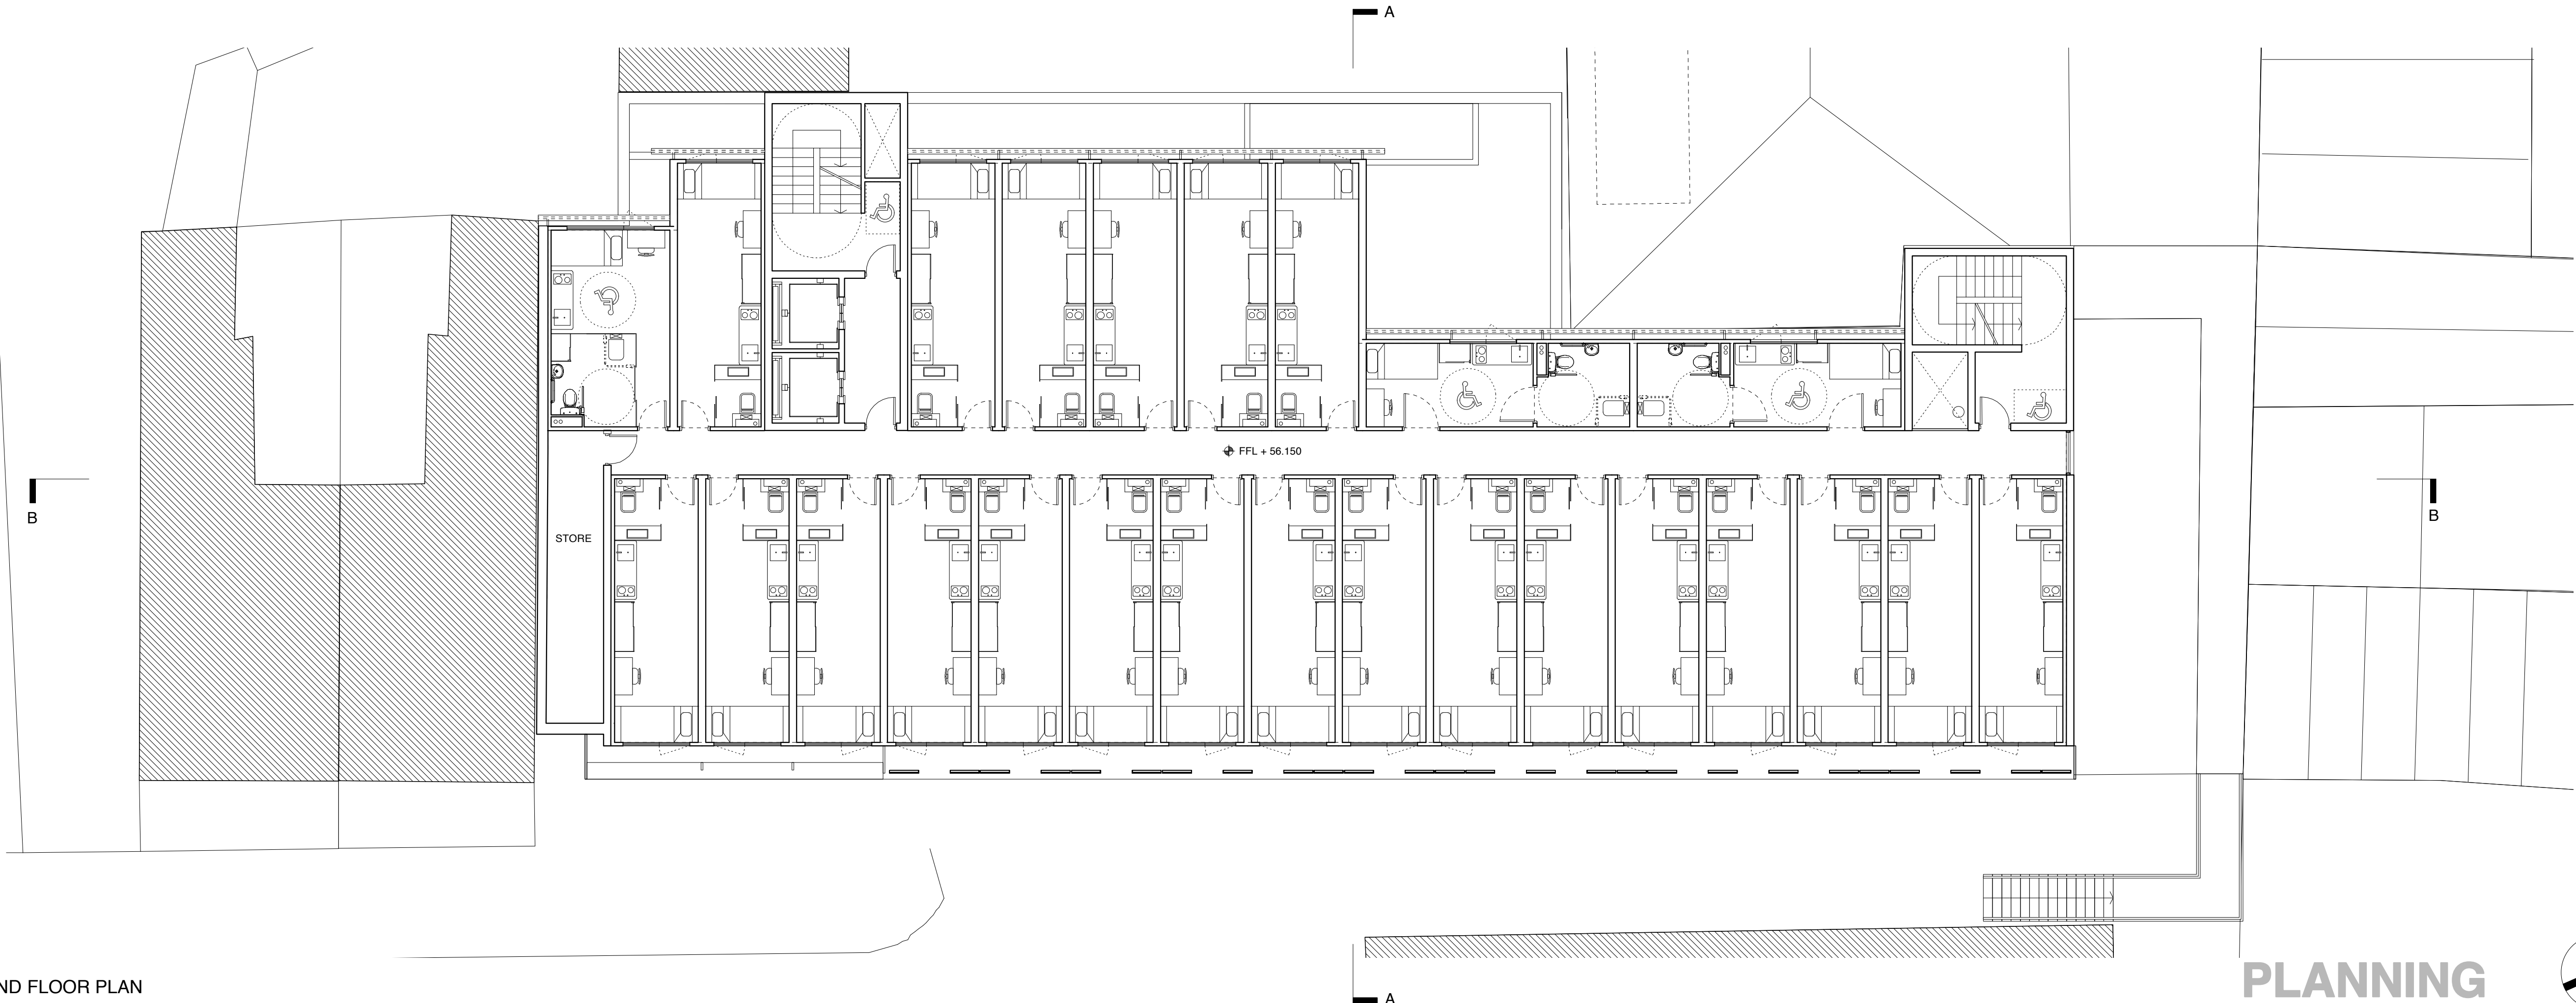 A
FFL + 56.150
B
B
STORE
ND FLOOR PLAN
PLANNING
A